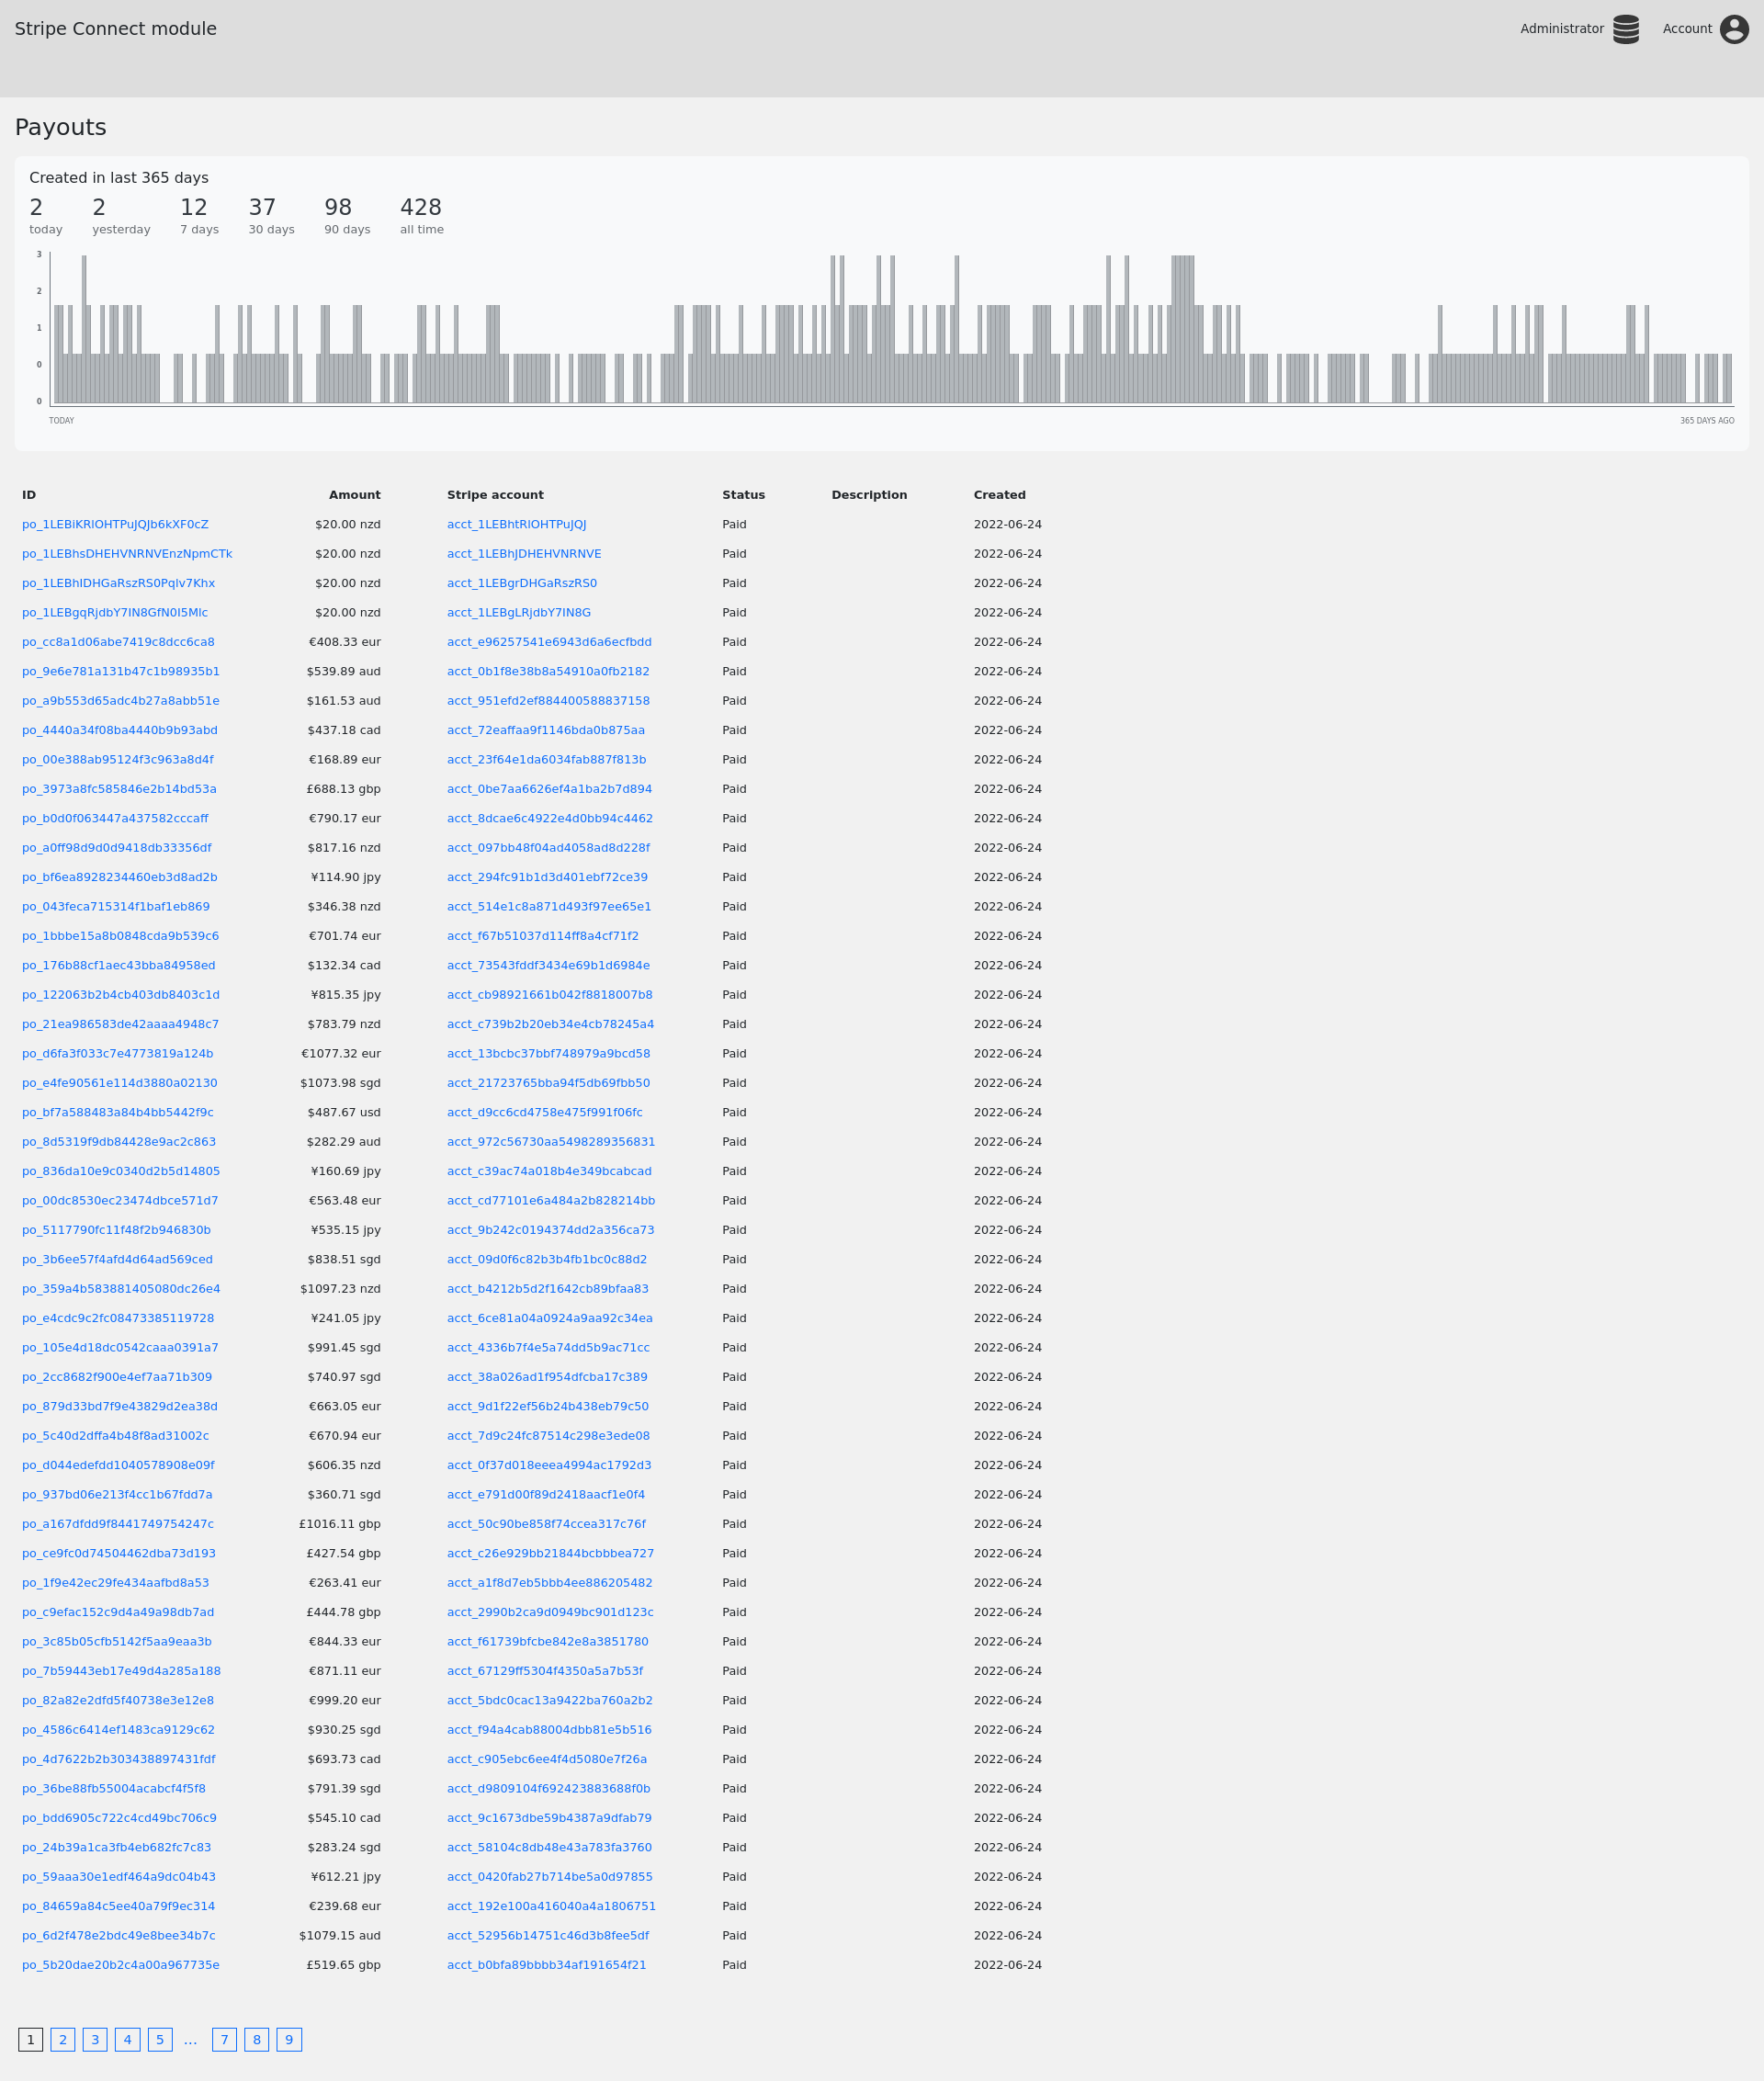 Stripe Connect module
Administrator Account
Payouts
Created in last 365 days
2 2 12 37 98 428
today yesterday 7 days 30 days 90 days all time
3
2
1
0
0
TODAY 365 DAYS AGO
ID Amount Stripe account Status Description Created
po_1LEBiKRlOHTPuJQJb6kXF0cZ $20.00 nzd acct_1LEBhtRlOHTPuJQJ Paid 2022-06-24
po_1LEBhsDHEHVNRNVEnzNpmCTk $20.00 nzd acct_1LEBhJDHEHVNRNVE Paid 2022-06-24
po_1LEBhIDHGaRszRS0Pqlv7Khx $20.00 nzd acct_1LEBgrDHGaRszRS0 Paid 2022-06-24
po_1LEBgqRjdbY7IN8GfN0I5Mlc $20.00 nzd acct_1LEBgLRjdbY7IN8G Paid 2022-06-24
po_cc8a1d06abe7419c8dcc6ca8 €408.33 eur acct_e96257541e6943d6a6ecfbdd Paid 2022-06-24
po_9e6e781a131b47c1b98935b1 $539.89 aud acct_0b1f8e38b8a54910a0fb2182 Paid 2022-06-24
po_a9b553d65adc4b27a8abb51e $161.53 aud acct_951efd2ef884400588837158 Paid 2022-06-24
po_4440a34f08ba4440b9b93abd $437.18 cad acct_72eaffaa9f1146bda0b875aa Paid 2022-06-24
po_00e388ab95124f3c963a8d4f €168.89 eur acct_23f64e1da6034fab887f813b Paid 2022-06-24
po_3973a8fc585846e2b14bd53a £688.13 gbp acct_0be7aa6626ef4a1ba2b7d894 Paid 2022-06-24
po_b0d0f063447a437582cccaff €790.17 eur acct_8dcae6c4922e4d0bb94c4462 Paid 2022-06-24
po_a0ff98d9d0d9418db33356df $817.16 nzd acct_097bb48f04ad4058ad8d228f Paid 2022-06-24
po_bf6ea8928234460eb3d8ad2b ¥114.90 jpy acct_294fc91b1d3d401ebf72ce39 Paid 2022-06-24
po_043feca715314f1baf1eb869 $346.38 nzd acct_514e1c8a871d493f97ee65e1 Paid 2022-06-24
po_1bbbe15a8b0848cda9b539c6 €701.74 eur acct_f67b51037d114ff8a4cf71f2 Paid 2022-06-24
po_176b88cf1aec43bba84958ed $132.34 cad acct_73543fddf3434e69b1d6984e Paid 2022-06-24
po_122063b2b4cb403db8403c1d ¥815.35 jpy acct_cb98921661b042f8818007b8 Paid 2022-06-24
po_21ea986583de42aaaa4948c7 $783.79 nzd acct_c739b2b20eb34e4cb78245a4 Paid 2022-06-24
po_d6fa3f033c7e4773819a124b €1077.32 eur acct_13bcbc37bbf748979a9bcd58 Paid 2022-06-24
po_e4fe90561e114d3880a02130 $1073.98 sgd acct_21723765bba94f5db69fbb50 Paid 2022-06-24
po_bf7a588483a84b4bb5442f9c $487.67 usd acct_d9cc6cd4758e475f991f06fc Paid 2022-06-24
po_8d5319f9db84428e9ac2c863 $282.29 aud acct_972c56730aa5498289356831 Paid 2022-06-24
po_836da10e9c0340d2b5d14805 ¥160.69 jpy acct_c39ac74a018b4e349bcabcad Paid 2022-06-24
po_00dc8530ec23474dbce571d7 €563.48 eur acct_cd77101e6a484a2b828214bb Paid 2022-06-24
po_5117790fc11f48f2b946830b ¥535.15 jpy acct_9b242c0194374dd2a356ca73 Paid 2022-06-24
po_3b6ee57f4afd4d64ad569ced $838.51 sgd acct_09d0f6c82b3b4fb1bc0c88d2 Paid 2022-06-24
po_359a4b583881405080dc26e4 $1097.23 nzd acct_b4212b5d2f1642cb89bfaa83 Paid 2022-06-24
po_e4cdc9c2fc08473385119728 ¥241.05 jpy acct_6ce81a04a0924a9aa92c34ea Paid 2022-06-24
po_105e4d18dc0542caaa0391a7 $991.45 sgd acct_4336b7f4e5a74dd5b9ac71cc Paid 2022-06-24
po_2cc8682f900e4ef7aa71b309 $740.97 sgd acct_38a026ad1f954dfcba17c389 Paid 2022-06-24
po_879d33bd7f9e43829d2ea38d €663.05 eur acct_9d1f22ef56b24b438eb79c50 Paid 2022-06-24
po_5c40d2dffa4b48f8ad31002c €670.94 eur acct_7d9c24fc87514c298e3ede08 Paid 2022-06-24
po_d044edefdd1040578908e09f $606.35 nzd acct_0f37d018eeea4994ac1792d3 Paid 2022-06-24
po_937bd06e213f4cc1b67fdd7a $360.71 sgd acct_e791d00f89d2418aacf1e0f4 Paid 2022-06-24
po_a167dfdd9f8441749754247c £1016.11 gbp acct_50c90be858f74ccea317c76f Paid 2022-06-24
po_ce9fc0d74504462dba73d193 £427.54 gbp acct_c26e929bb21844bcbbbea727 Paid 2022-06-24
po_1f9e42ec29fe434aafbd8a53 €263.41 eur acct_a1f8d7eb5bbb4ee886205482 Paid 2022-06-24
po_c9efac152c9d4a49a98db7ad £444.78 gbp acct_2990b2ca9d0949bc901d123c Paid 2022-06-24
po_3c85b05cfb5142f5aa9eaa3b €844.33 eur acct_f61739bfcbe842e8a3851780 Paid 2022-06-24
po_7b59443eb17e49d4a285a188 €871.11 eur acct_67129ff5304f4350a5a7b53f Paid 2022-06-24
po_82a82e2dfd5f40738e3e12e8 €999.20 eur acct_5bdc0cac13a9422ba760a2b2 Paid 2022-06-24
po_4586c6414ef1483ca9129c62 $930.25 sgd acct_f94a4cab88004dbb81e5b516 Paid 2022-06-24
po_4d7622b2b303438897431fdf $693.73 cad acct_c905ebc6ee4f4d5080e7f26a Paid 2022-06-24
po_36be88fb55004acabcf4f5f8 $791.39 sgd acct_d9809104f692423883688f0b Paid 2022-06-24
po_bdd6905c722c4cd49bc706c9 $545.10 cad acct_9c1673dbe59b4387a9dfab79 Paid 2022-06-24
po_24b39a1ca3fb4eb682fc7c83 $283.24 sgd acct_58104c8db48e43a783fa3760 Paid 2022-06-24
po_59aaa30e1edf464a9dc04b43 ¥612.21 jpy acct_0420fab27b714be5a0d97855 Paid 2022-06-24
po_84659a84c5ee40a79f9ec314 €239.68 eur acct_192e100a416040a4a1806751 Paid 2022-06-24
po_6d2f478e2bdc49e8bee34b7c $1079.15 aud acct_52956b14751c46d3b8fee5df Paid 2022-06-24
po_5b20dae20b2c4a00a967735e £519.65 gbp acct_b0bfa89bbbb34af191654f21 Paid 2022-06-24
1 2 3 4 5 ... 7 8 9